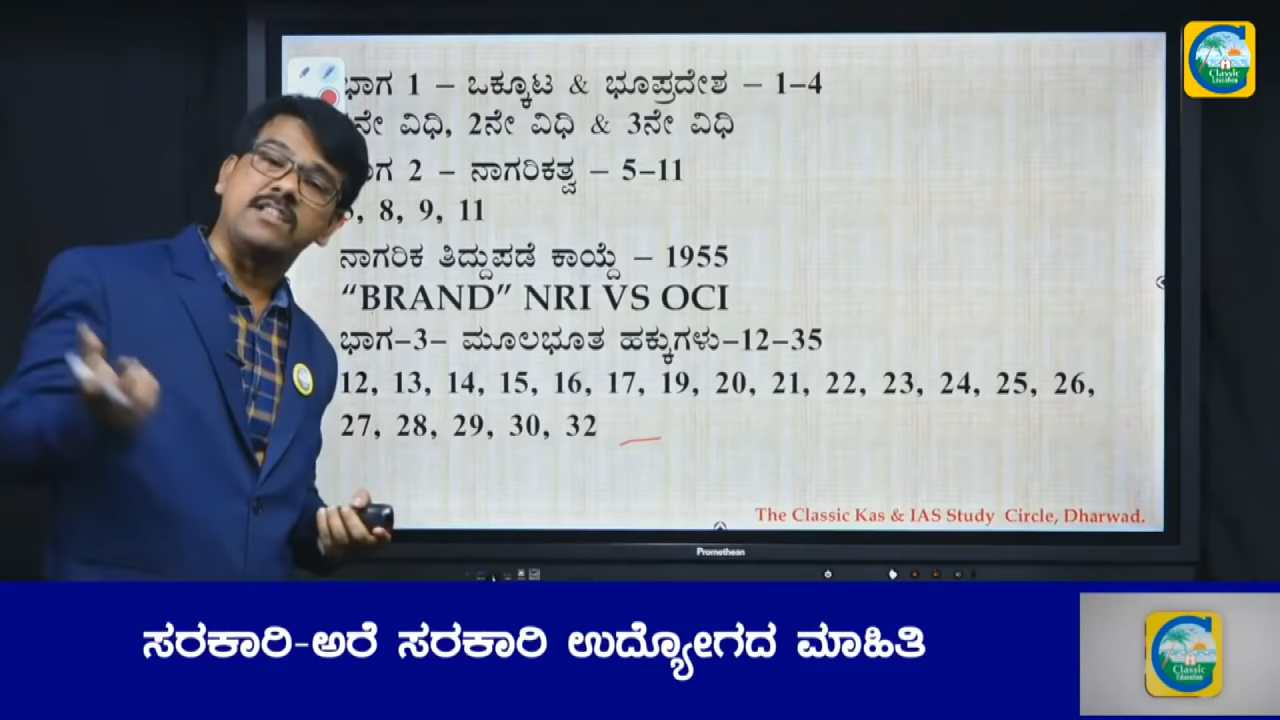 ಭಾಗ 1 – ಒಕ್ಕೂಟ & ಭೂಪ್ರದೇಶ – 1–4
ವಿಧಿ, 2ನೇ ವಿಧಿ & 3ನೇ ವಿಧಿ
2 – ನಾಗರಿಕತ್ವ – 5–11
8, 9, 11
ನಾಗರಿಕ ತಿದ್ದುಪಡೆ ಕಾಯ್ದೆ – 1955
“BRAND” NRI VS OCI
ಭಾಗ–3– ಮೂಲಭೂತ ಹಕ್ಕುಗಳು–12–35
12, 13, 14, 15, 16, 17, 19, 20, 21, 22, 23, 24, 25, 26,
27, 28, 29, 30, 32
The Classic Kas & IAS Study Circle, Dharwad.
Promethean
Classic
Education
ಸರಕಾರಿ-ಅರೆ ಸರಕಾರಿ ಉದ್ಯೋಗದ ಮಾಹಿತಿ
Classic
Education